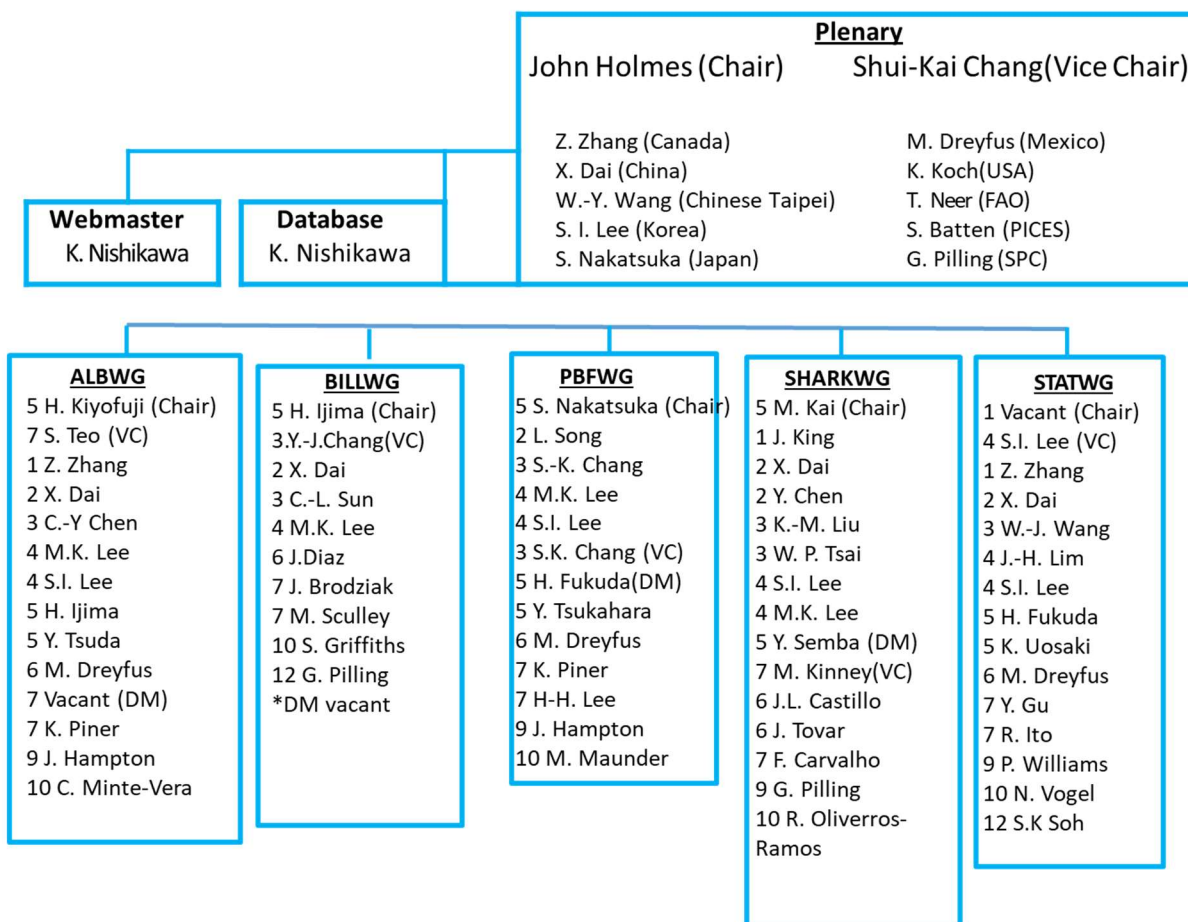 Plenary
John Holmes (Chair) Shui-Kai Chang(Vice Chair)
Z. Zhang (Canada)
X. Dai (China)
W.-Y. Wang (Chinese Taipei)
S. I. Lee (Korea)
S. Nakatsuka (Japan)
M. Dreyfus (Mexico)
K. Koch(USA)
T. Neer (FAO)
S. Batten (PICES)
G. Pilling (SPC)
Webmaster
K. Nishikawa
Database
K. Nishikawa
ALBWG
5 H. Kiyofuji (Chair)
7 S. Teo (VC)
1 Z. Zhang
2 X. Dai
3 C.-Y Chen
4 M.K. Lee
4 S.I. Lee
5 H. Ijima
5 Y. Tsuda
6 M. Dreyfus
7 Vacant (DM)
7 K. Piner
9 J. Hampton
10 C. Minte-Vera
BILLWG
5 H. Ijima (Chair)
3.Y.-J.Chang(VC)
2 X. Dai
3 C.-L. Sun
4 M.K. Lee
6 J.Diaz
7 J. Brodziak
7 M. Sculley
10 S. Griffiths
12 G. Pilling
*DM vacant
PBFWG
5 S. Nakatsuka (Chair)
2 L. Song
3 S.-K. Chang
4 M.K. Lee
4 S.I. Lee
3 S.K. Chang (VC)
5 H. Fukuda(DM)
5 Y. Tsukahara
6 M. Dreyfus
7 K. Piner
7 H-H. Lee
9 J. Hampton
10 M. Maunder
SHARKWG
5 M. Kai (Chair)
1 J. King
2 X. Dai
2 Y. Chen
3 K.-M. Liu
3 W. P. Tsai
4 S.I. Lee
4 M.K. Lee
5 Y. Semba (DM)
7 M. Kinney(VC)
6 J.L. Castillo
6 J. Tovar
7 F. Carvalho
9 G. Pilling
10 R. Oliverros-
Ramos
STATWG
1 Vacant (Chair)
4 S.I. Lee (VC)
1 Z. Zhang
2 X. Dai
3 W.-J. Wang
4 J.-H. Lim
4 S.I. Lee
5 H. Fukuda
5 K. Uosaki
6 M. Dreyfus
7 Y. Gu
7 R. Ito
9 P. Williams
10 N. Vogel
12 S.K Soh